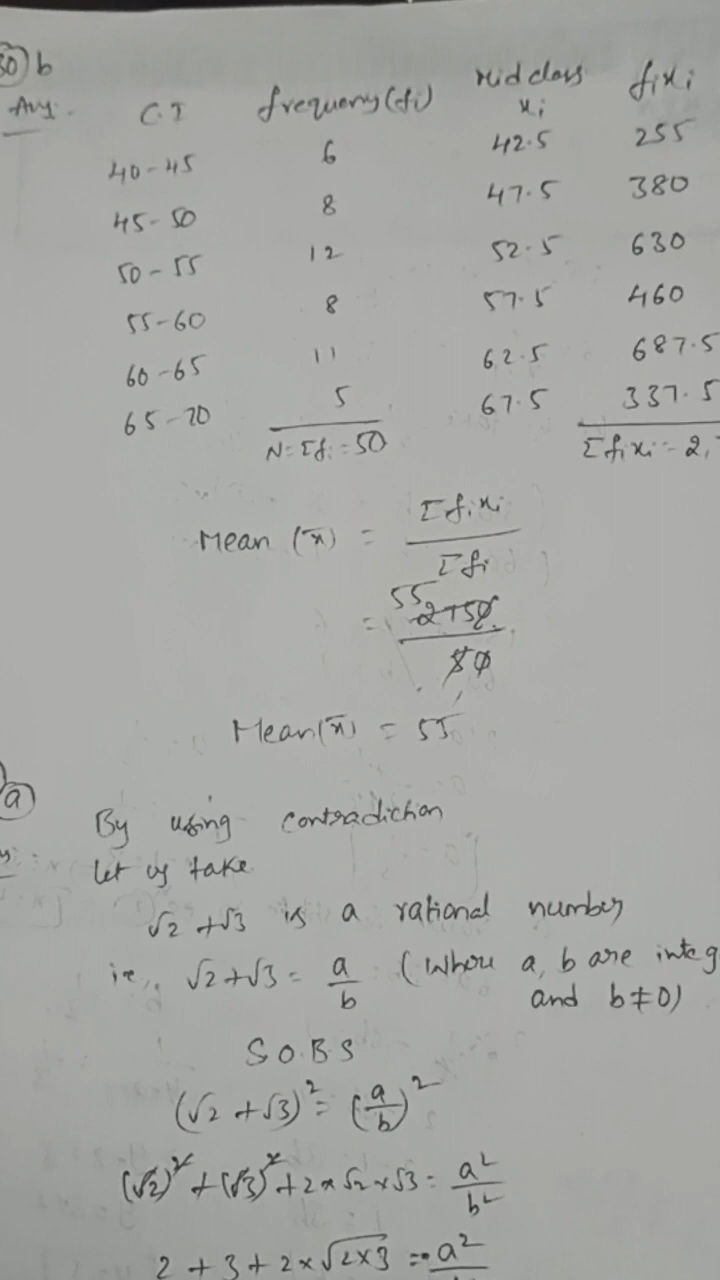 30) b
Ans. C.I frequency(fi) Mid class xi fixi
40-45 6 42.5 255
45-50 8 47.5 380
50-55 12 52.5 630
55-60 8 57.5 460
60-65 11 62.5 687.5
65-70 5 67.5 337.5
N=Σfi=50 Σfixi=2,
Mean (x̄) = Σfixi / Σfi
= 2750 / 50
55
Mean(x̄) = 55
a)
By using contradiction
let us take
√2 +√3 is a rational number
ie., √2+√3 = a/b (Where a, b are integ
and b≠0)
S.O.B.S
(√2 +√3)² = (a/b)²
(√2)² + (√3)² + 2×√2×√3 = a²/b²
2 + 3 + 2×√2×3 = a²